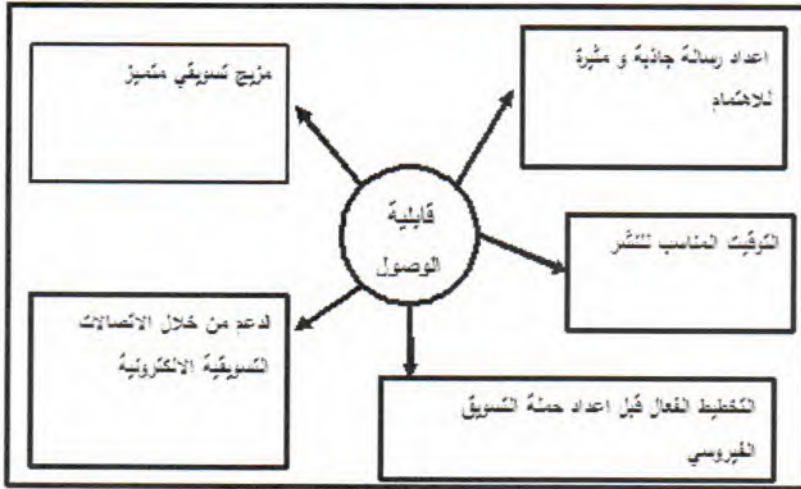 اعداد رسالة جاذبة و مثيرة
للاهتمام
مزيج تسويقي متميز
قابلية
الوصول
التوقيت المناسب للنشر
الدعم من خلال الاتصالات
التسويقية الالكترونية
التخطيط الفعال قبل اعداد حملة التسويق
الفيروسي